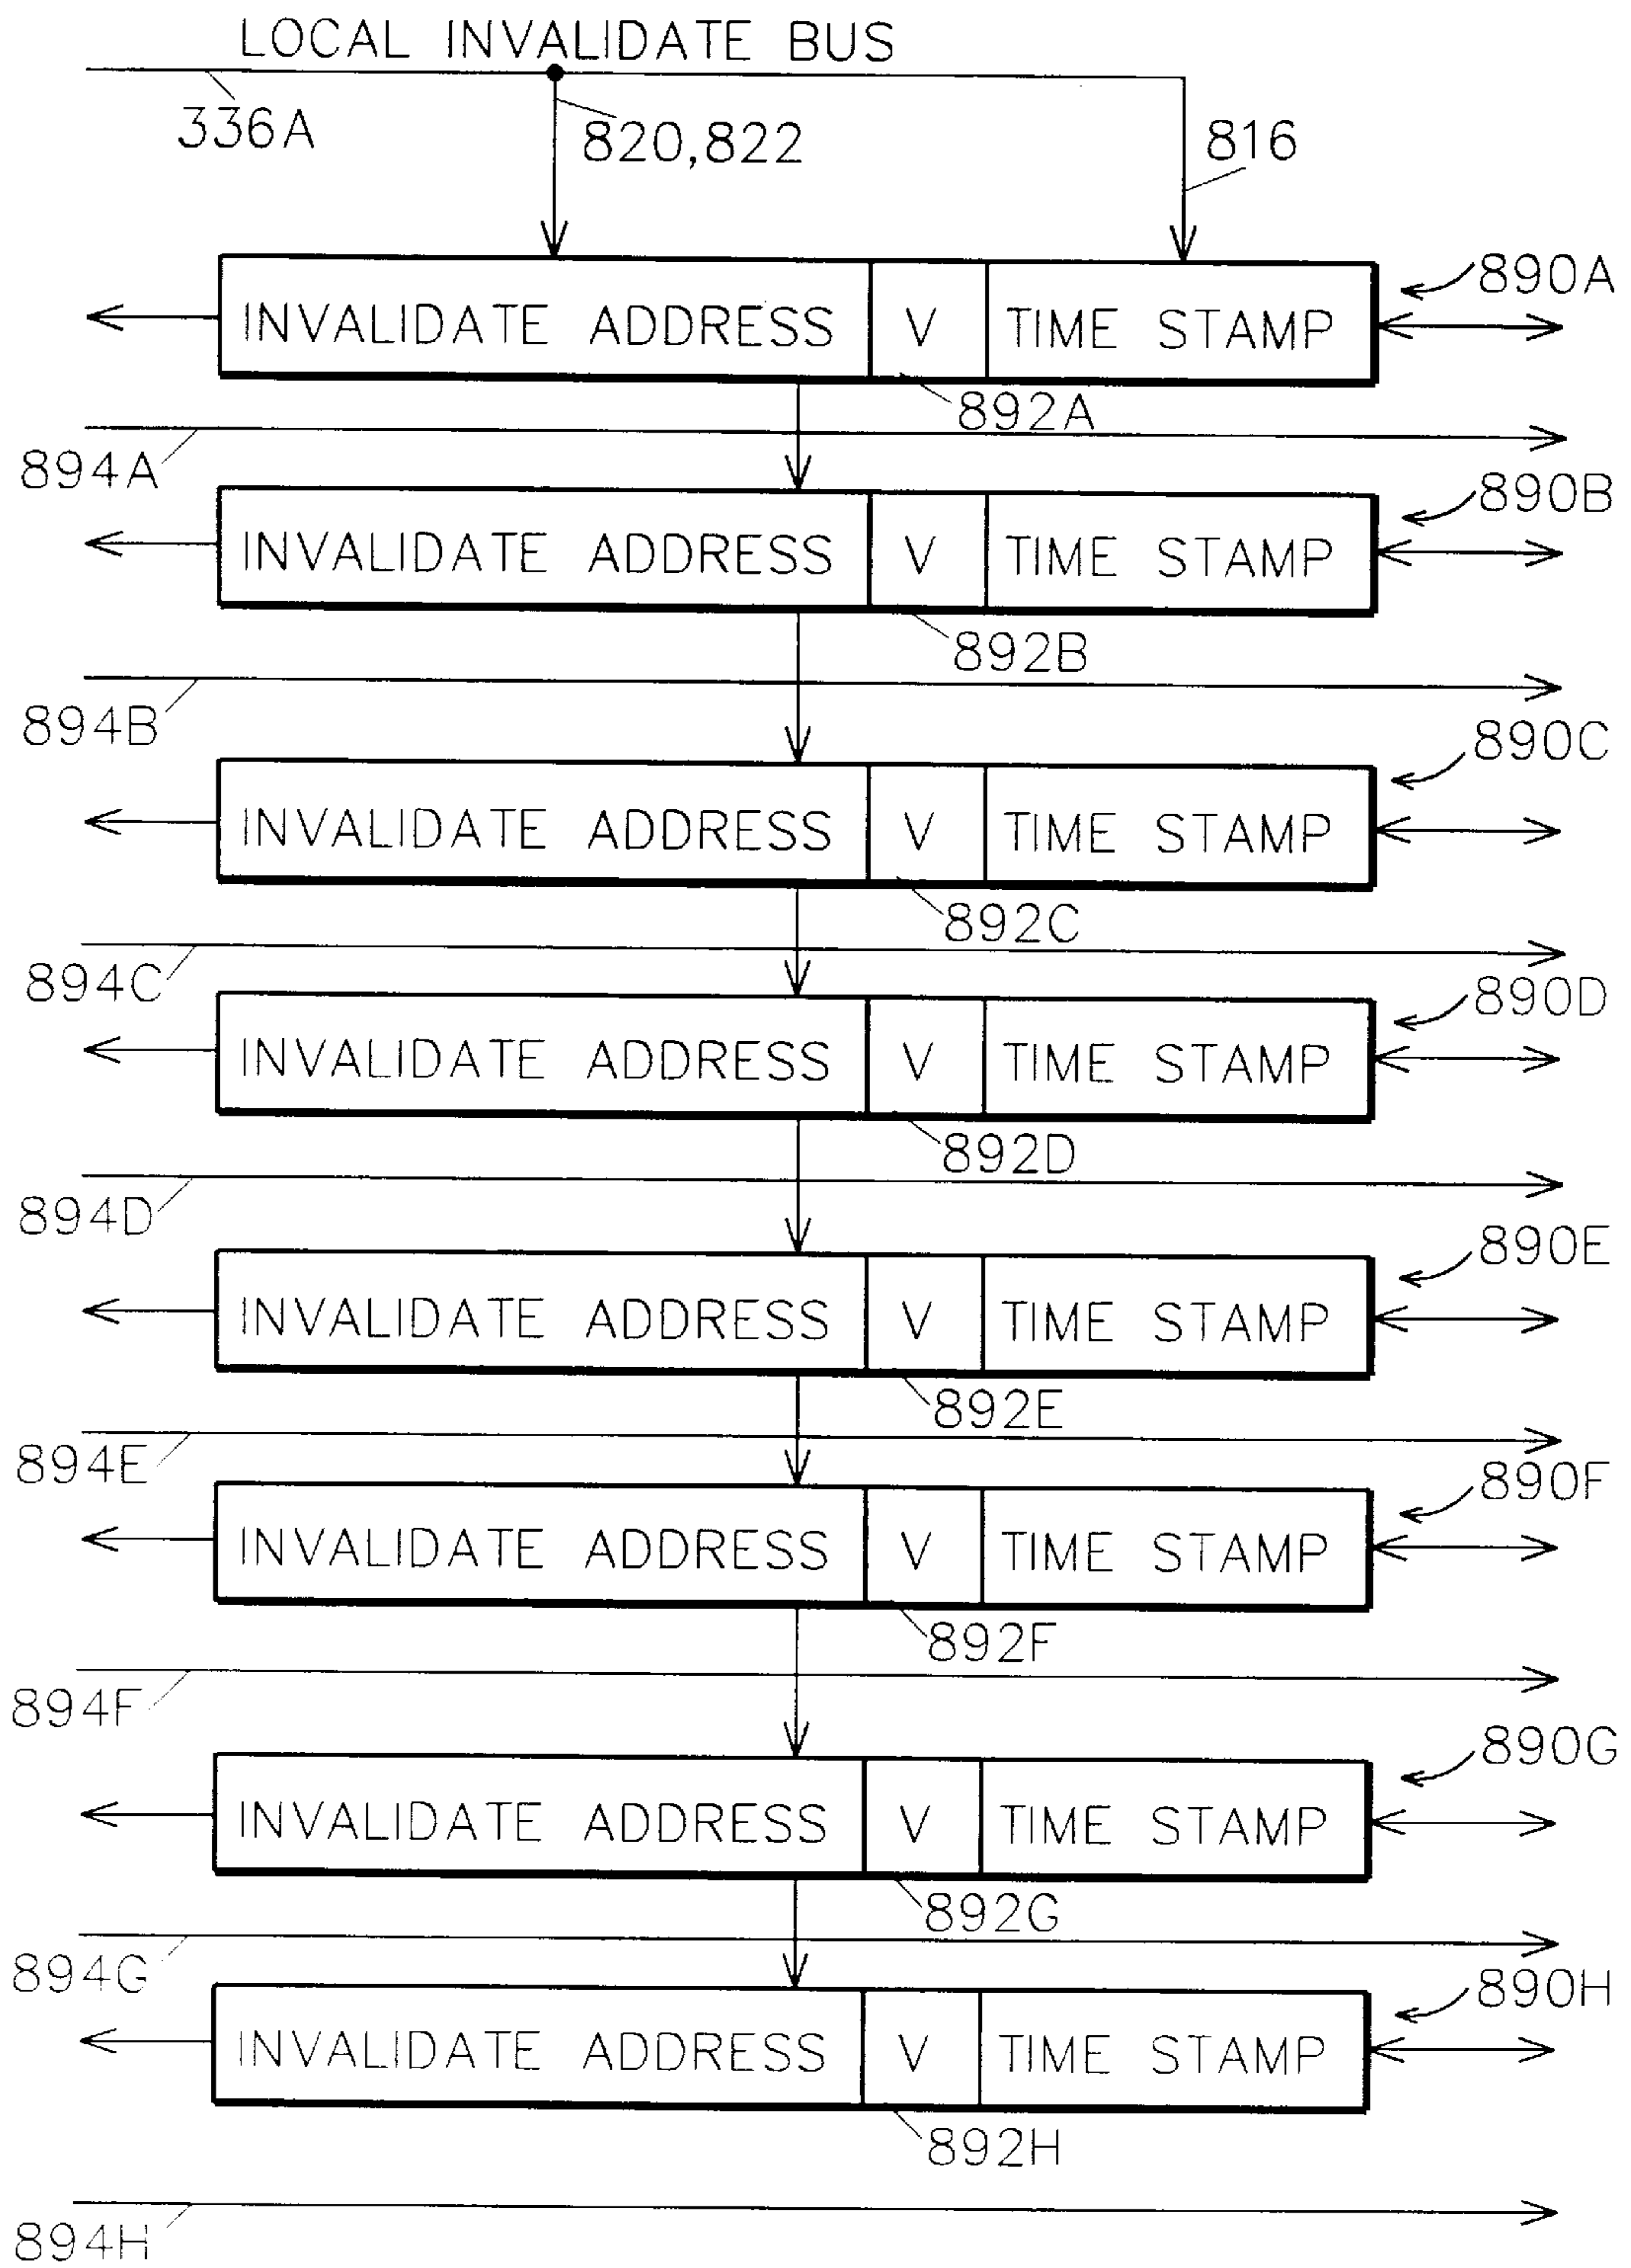 LOCAL INVALIDATE BUS
336A
820,822
816
890A
INVALIDATE ADDRESS V TIME STAMP
892A
894A
890B
INVALIDATE ADDRESS V TIME STAMP
892B
894B
890C
INVALIDATE ADDRESS V TIME STAMP
892C
894C
890D
INVALIDATE ADDRESS V TIME STAMP
892D
894D
890E
INVALIDATE ADDRESS V TIME STAMP
892E
894E
890F
INVALIDATE ADDRESS V TIME STAMP
892F
894F
890G
INVALIDATE ADDRESS V TIME STAMP
892G
894G
890H
INVALIDATE ADDRESS V TIME STAMP
892H
894H